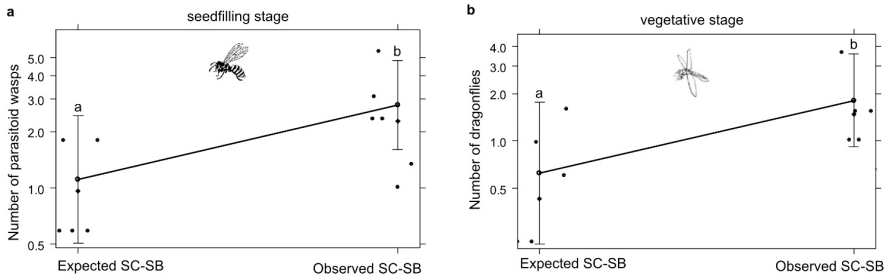 a
seedfilling stage
Number of parasitoid wasps
5.0
4.0
3.0
2.0
1.0
0.5
a
b
Expected SC-SB
Observed SC-SB
b
vegetative stage
Number of dragonflies
4.0
3.0
2.0
1.0
0.5
a
b
Expected SC-SB
Observed SC-SB